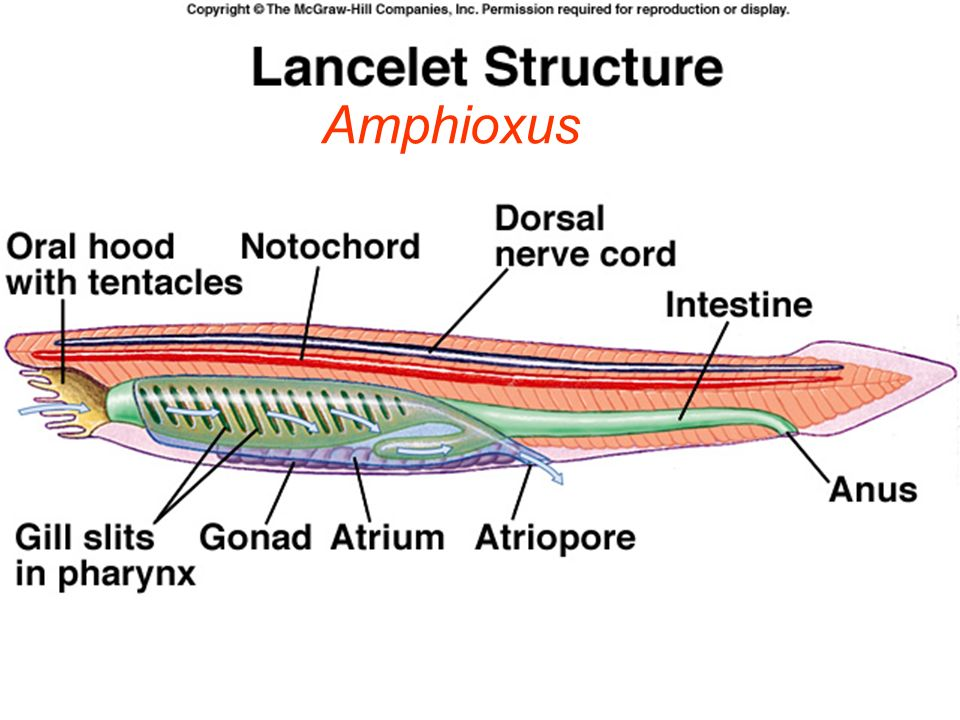 Copyright © The McGraw-Hill Companies, Inc. Permission required for reproduction or display.
Lancelet Structure
Amphioxus
Oral hood
with tentacles
Notochord
Dorsal
nerve cord
Intestine
Gill slits
in pharynx
Gonad
Atrium
Atriopore
Anus